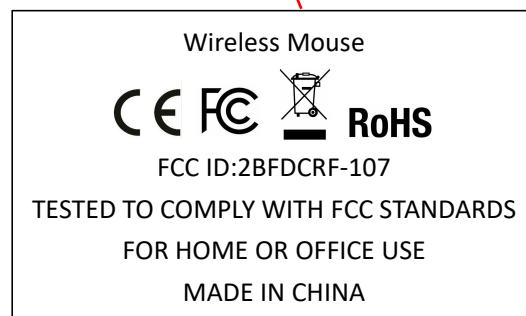 Wireless Mouse
CE FC RoHS
FCC ID:2BFDCRF-107
TESTED TO COMPLY WITH FCC STANDARDS
FOR HOME OR OFFICE USE
MADE IN CHINA